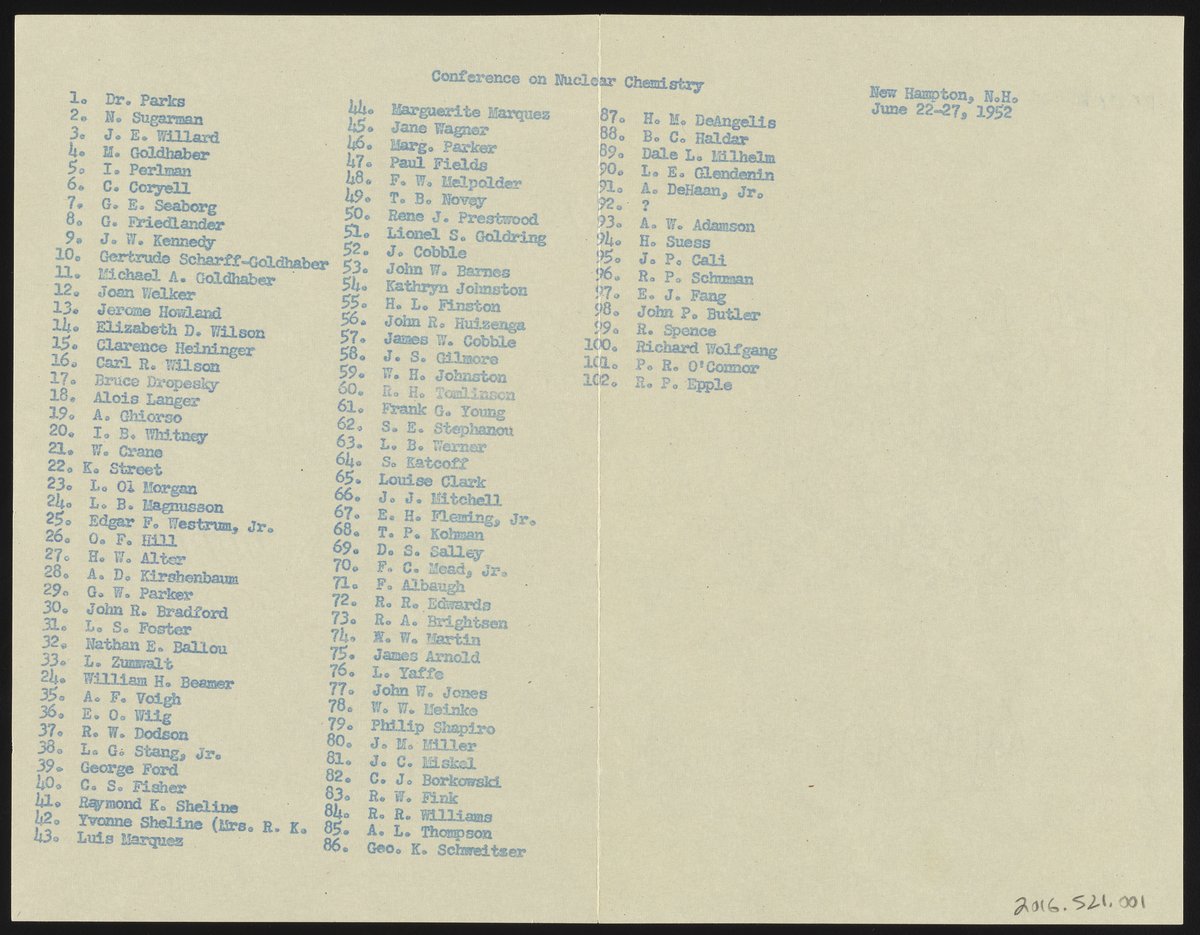 Conference on Nuclear Chemistry
New Hampton, N.H.
June 22-27, 1952
1. Dr. Parks
2. N. Sugarman
3. J. E. Willard
4. M. Goldhaber
5. I. Perlman
6. C. Coryell
7. G. E. Seaborg
8. G. Friedlander
9. J. W. Kennedy
10. Gertrude Scharff-Goldhaber
11. Michael A. Goldhaber
12. Joan Welker
13. Jerome Howland
14. Elizabeth D. Wilson
15. Clarence Heininger
16. Carl R. Wilson
17. Bruce Dropesky
18. Alois Langer
19. A. Ghiorso
20. I. B. Whitney
21. W. Crane
22. K. Street
23. L. Ol Morgan
24. L. B. Magnusson
25. Edgar F. Westrum, Jr.
26. O. F. Hill
27. H. W. Alter
28. A. D. Kirshenbaum
29. G. W. Parker
30. John R. Bradford
31. L. S. Foster
32. Nathan E. Ballou
33. L. Zumwalt
24. William H. Beamer
35. A. F. Voigh
36. E. O. Wiig
37. R. W. Dodson
38. L. G. Stang, Jr.
39. George Ford
40. C. S. Fisher
41. Raymond K. Sheline
42. Yvonne Sheline (Mrs. R. K.
43. Luis Marquez
44. Marguerite Marquez
45. Jane Wagner
46. Marg. Parker
47. Paul Fields
48. F. W. Melpolder
49. T. B. Novey
50. Rene J. Prestwood
51. Lionel S. Goldring
52. J. Cobble
53. John W. Barnes
54. Kathryn Johnston
55. H. L. Finston
56. John R. Huizenga
57. James W. Cobble
58. J. S. Gilmore
59. W. H. Johnston
60. R. H. Tomlinson
61. Frank G. Young
62. S. E. Stephanou
63. L. B. Werner
64. S. Katcoff
65. Louise Clark
66. J. J. Mitchell
67. E. H. Fleming, Jr.
68. T. P. Kohman
69. D. S. Salley
70. F. C. Mead, Jr.
71. F. Albaugh
72. R. R. Edwards
73. R. A. Brightsen
74. W. W. Martin
75. James Arnold
76. L. Yaffe
77. John W. Jones
78. W. W. Meinke
79. Philip Shapiro
80. J. M. Miller
81. J. C. Miskel
82. C. J. Borkowski
83. R. W. Fink
84. R. R. Williams
85. A. L. Thompson
86. Geo. K. Schweitzer
87. H. M. DeAngelis
88. B. C. Haldar
89. Dale L. Milhelm
90. L. E. Glendenin
91. A. DeHaan, Jr.
92. ?
93. A. W. Adamson
94. H. Suess
95. J. P. Cali
96. R. P. Schuman
97. E. J. Fang
98. John P. Butler
99. R. Spence
100. Richard Wolfgang
101. P. R. O'Connor
102. R. P. Epple
2016.521.001